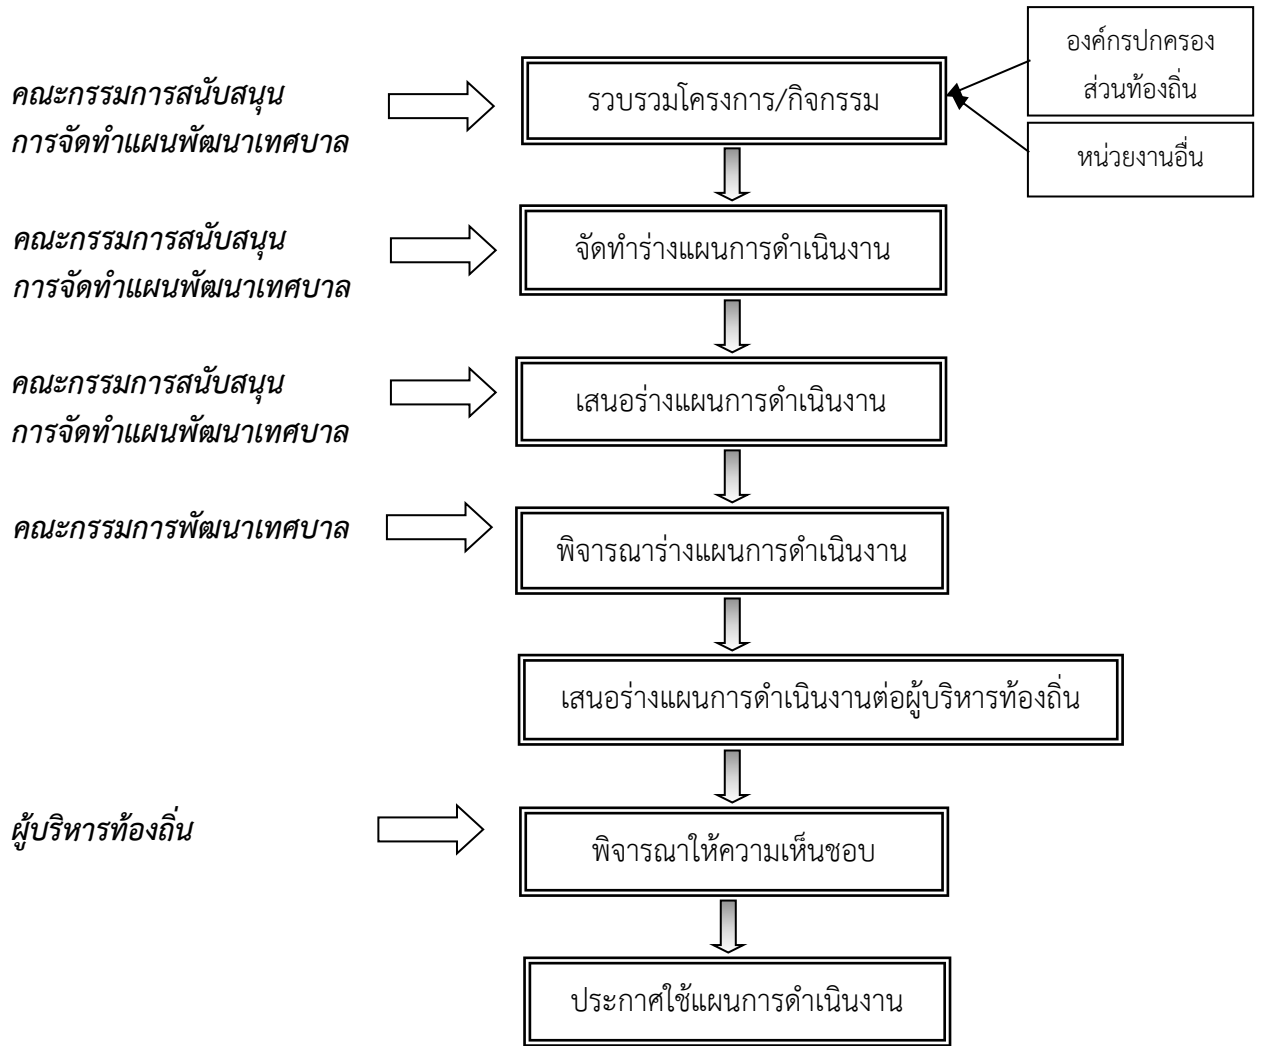 องค์กรปกครอง
ส่วนท้องถิ่น
คณะกรรมการสนับสนุน
การจัดทำแผนพัฒนาเทศบาล
รวบรวมโครงการ/กิจกรรม
หน่วยงานอื่น
คณะกรรมการสนับสนุน
การจัดทำแผนพัฒนาเทศบาล
จัดทำร่างแผนการดำเนินงาน
คณะกรรมการสนับสนุน
การจัดทำแผนพัฒนาเทศบาล
เสนอร่างแผนการดำเนินงาน
คณะกรรมการพัฒนาเทศบาล
พิจารณาร่างแผนการดำเนินงาน
เสนอร่างแผนการดำเนินงานต่อผู้บริหารท้องถิ่น
ผู้บริหารท้องถิ่น
พิจารณาให้ความเห็นชอบ
ประกาศใช้แผนการดำเนินงาน